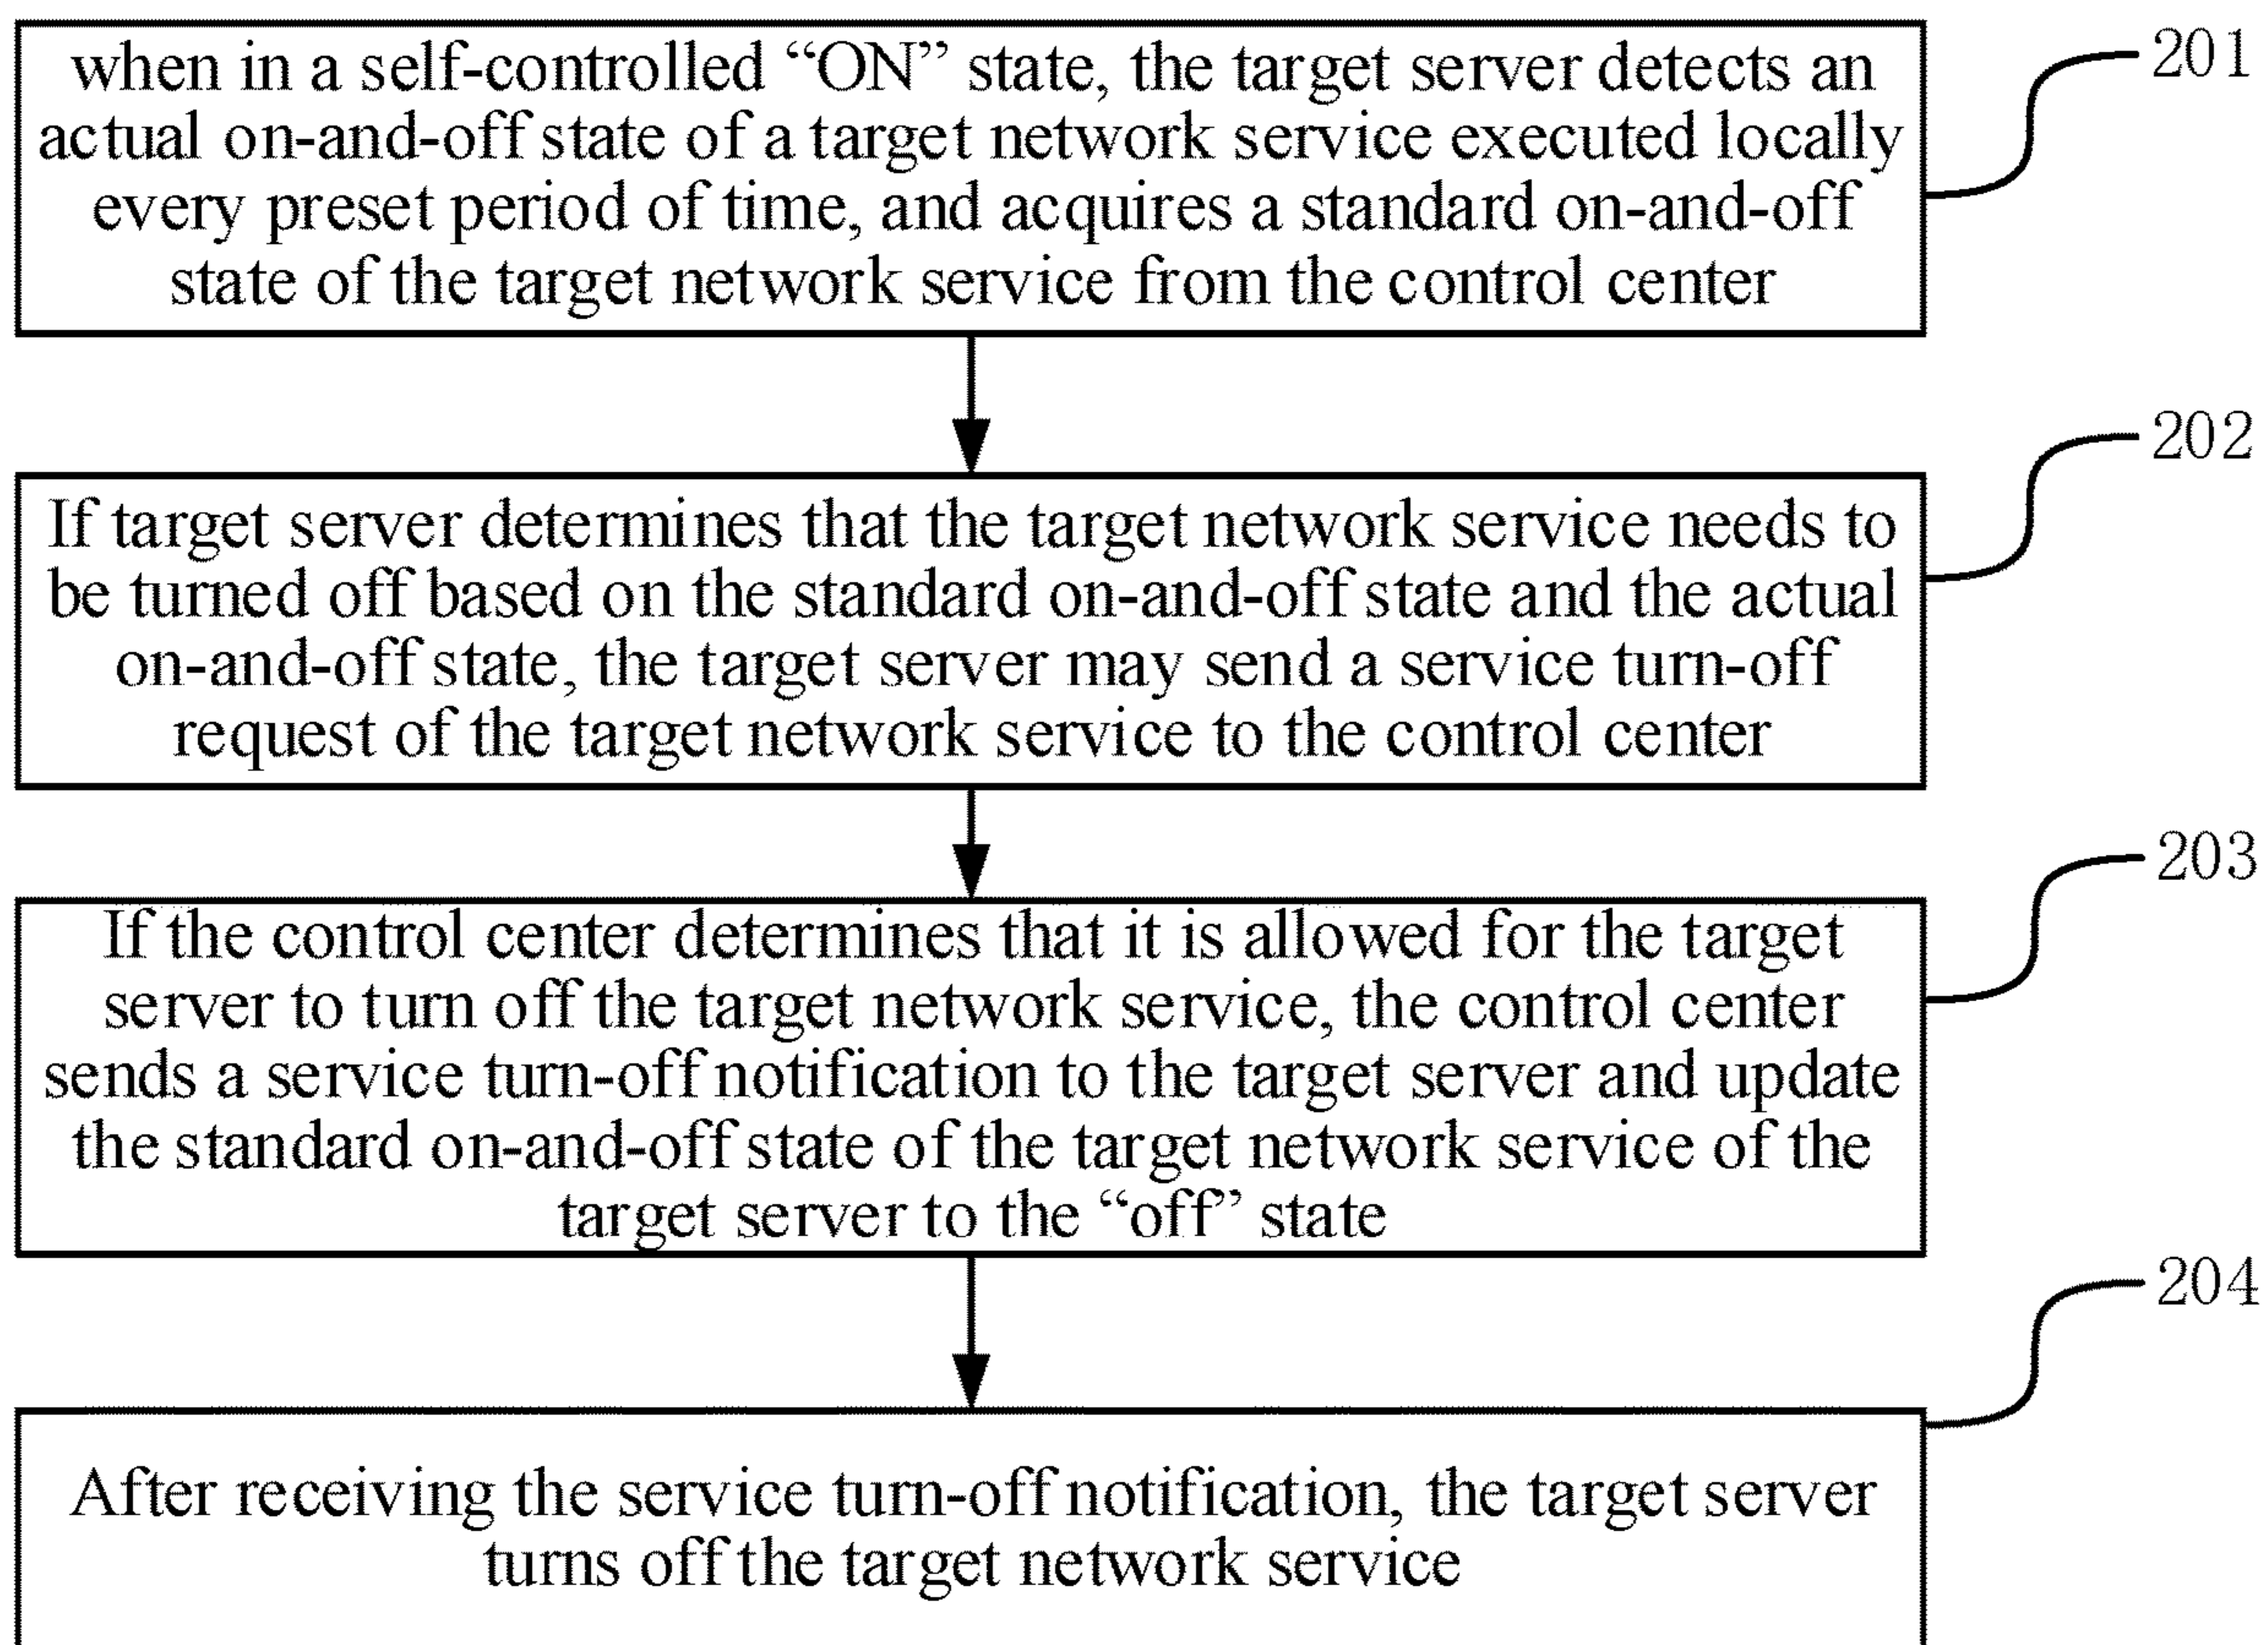 when in a self-controlled “ON” state, the target server detects an
actual on-and-off state of a target network service executed locally
every preset period of time, and acquires a standard on-and-off
state of the target network service from the control center
201
If target server determines that the target network service needs to
be turned off based on the standard on-and-off state and the actual
on-and-off state, the target server may send a service turn-off
request of the target network service to the control center
202
If the control center determines that it is allowed for the target
server to turn off the target network service, the control center
sends a service turn-off notification to the target server and update
the standard on-and-off state of the target network service of the
target server to the “off” state
203
After receiving the service turn-off notification, the target server
turns off the target network service
204